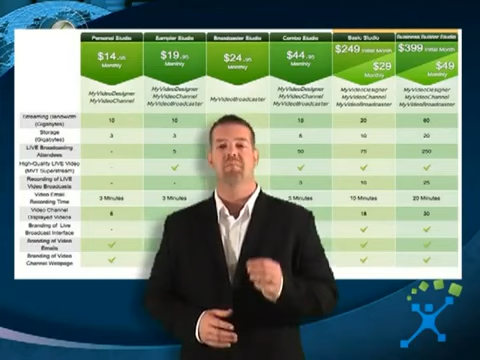 Personal Studio Sampler Studio Broadcaster Studio Combo Studio Basic Studio Business Builder Studio
$14.95 $19.95 $24.95 $44.95 $249 Initial Month $399 Initial Month
Monthly Monthly Monthly Monthly $29 Monthly $49 Monthly
MyVideoDesigner MyVideoDesigner MyVideoBroadcaster MyVideoDesigner MyVideoDesigner MyVideoDesigner
MyVideoChannel MyVideoChannel MyVideoChannel MyVideoChannel
MyVideoBroadcaster MyVideoBroadcaster MyVideoBroadcaster MyVideoBroadcaster
Streaming Bandwidth (Gigabytes) 10 10 10 20 60
Storage (Gigabytes) 3 3 10 20
LIVE Broadcasting Attendees - 5 50 75 250
High-Quality LIVE Video (MVT Superstream) -
Recording of LIVE Video Broadcasts - - 3 10 25
Video Email Recording Time 3 Minutes 3 Minutes 5 Minutes 10 Minutes 20 Minutes
Video Channel Displayed Videos 6 18 30
Branding of Live Broadcast Interface -
Branding of Video Emails
Branding of Video Channel Webpage